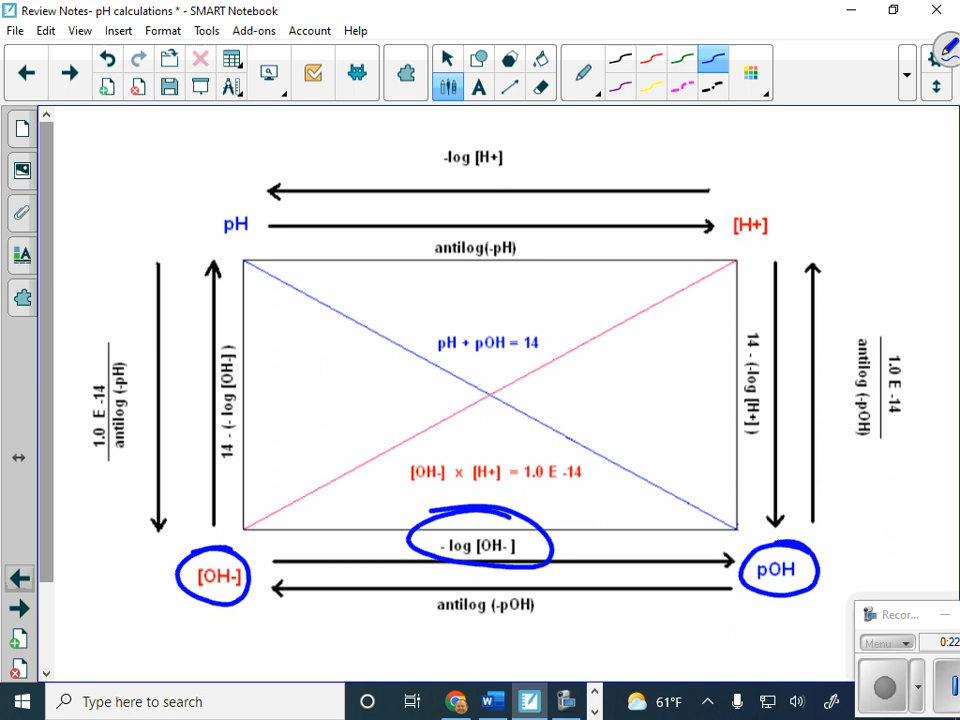 Review Notes- pH calculations * - SMART Notebook
File Edit View Insert Format Tools Add-ons Account Help
-log [H+]
pH
[H+]
antilog(-pH)
1.0 E -14
antilog (-pH)
14 - (- log [OH-] )
pH + pOH = 14
14 - (-log [H+] )
1.0 E -14
antilog (-pOH)
[OH-] x [H+] = 1.0 E -14
- log [OH- ]
[OH-]
pOH
antilog (-pOH)
Recor...
Menu
0:22
Type here to search
61°F